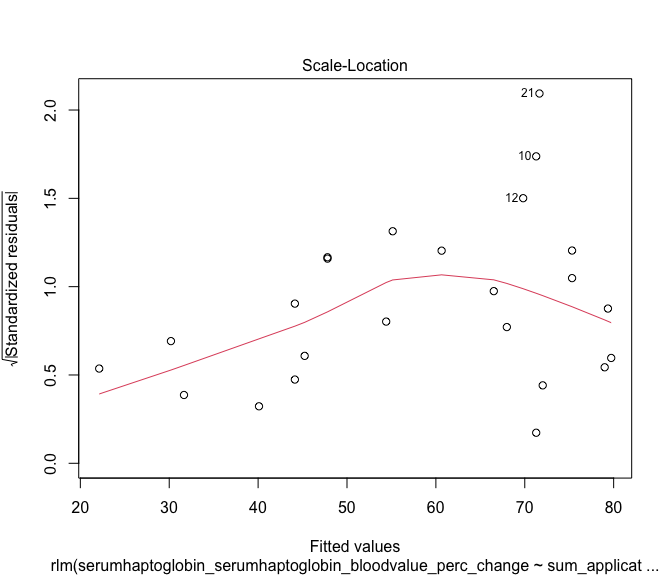 Scale-Location
√|Standardized residuals|
2.0
1.5
1.0
0.5
0.0
21
10
12
20 30 40 50 60 70 80
Fitted values
rlm(serumhaptoglobin_serumhaptoglobin_bloodvalue_perc_change ~ sum_applicat ...